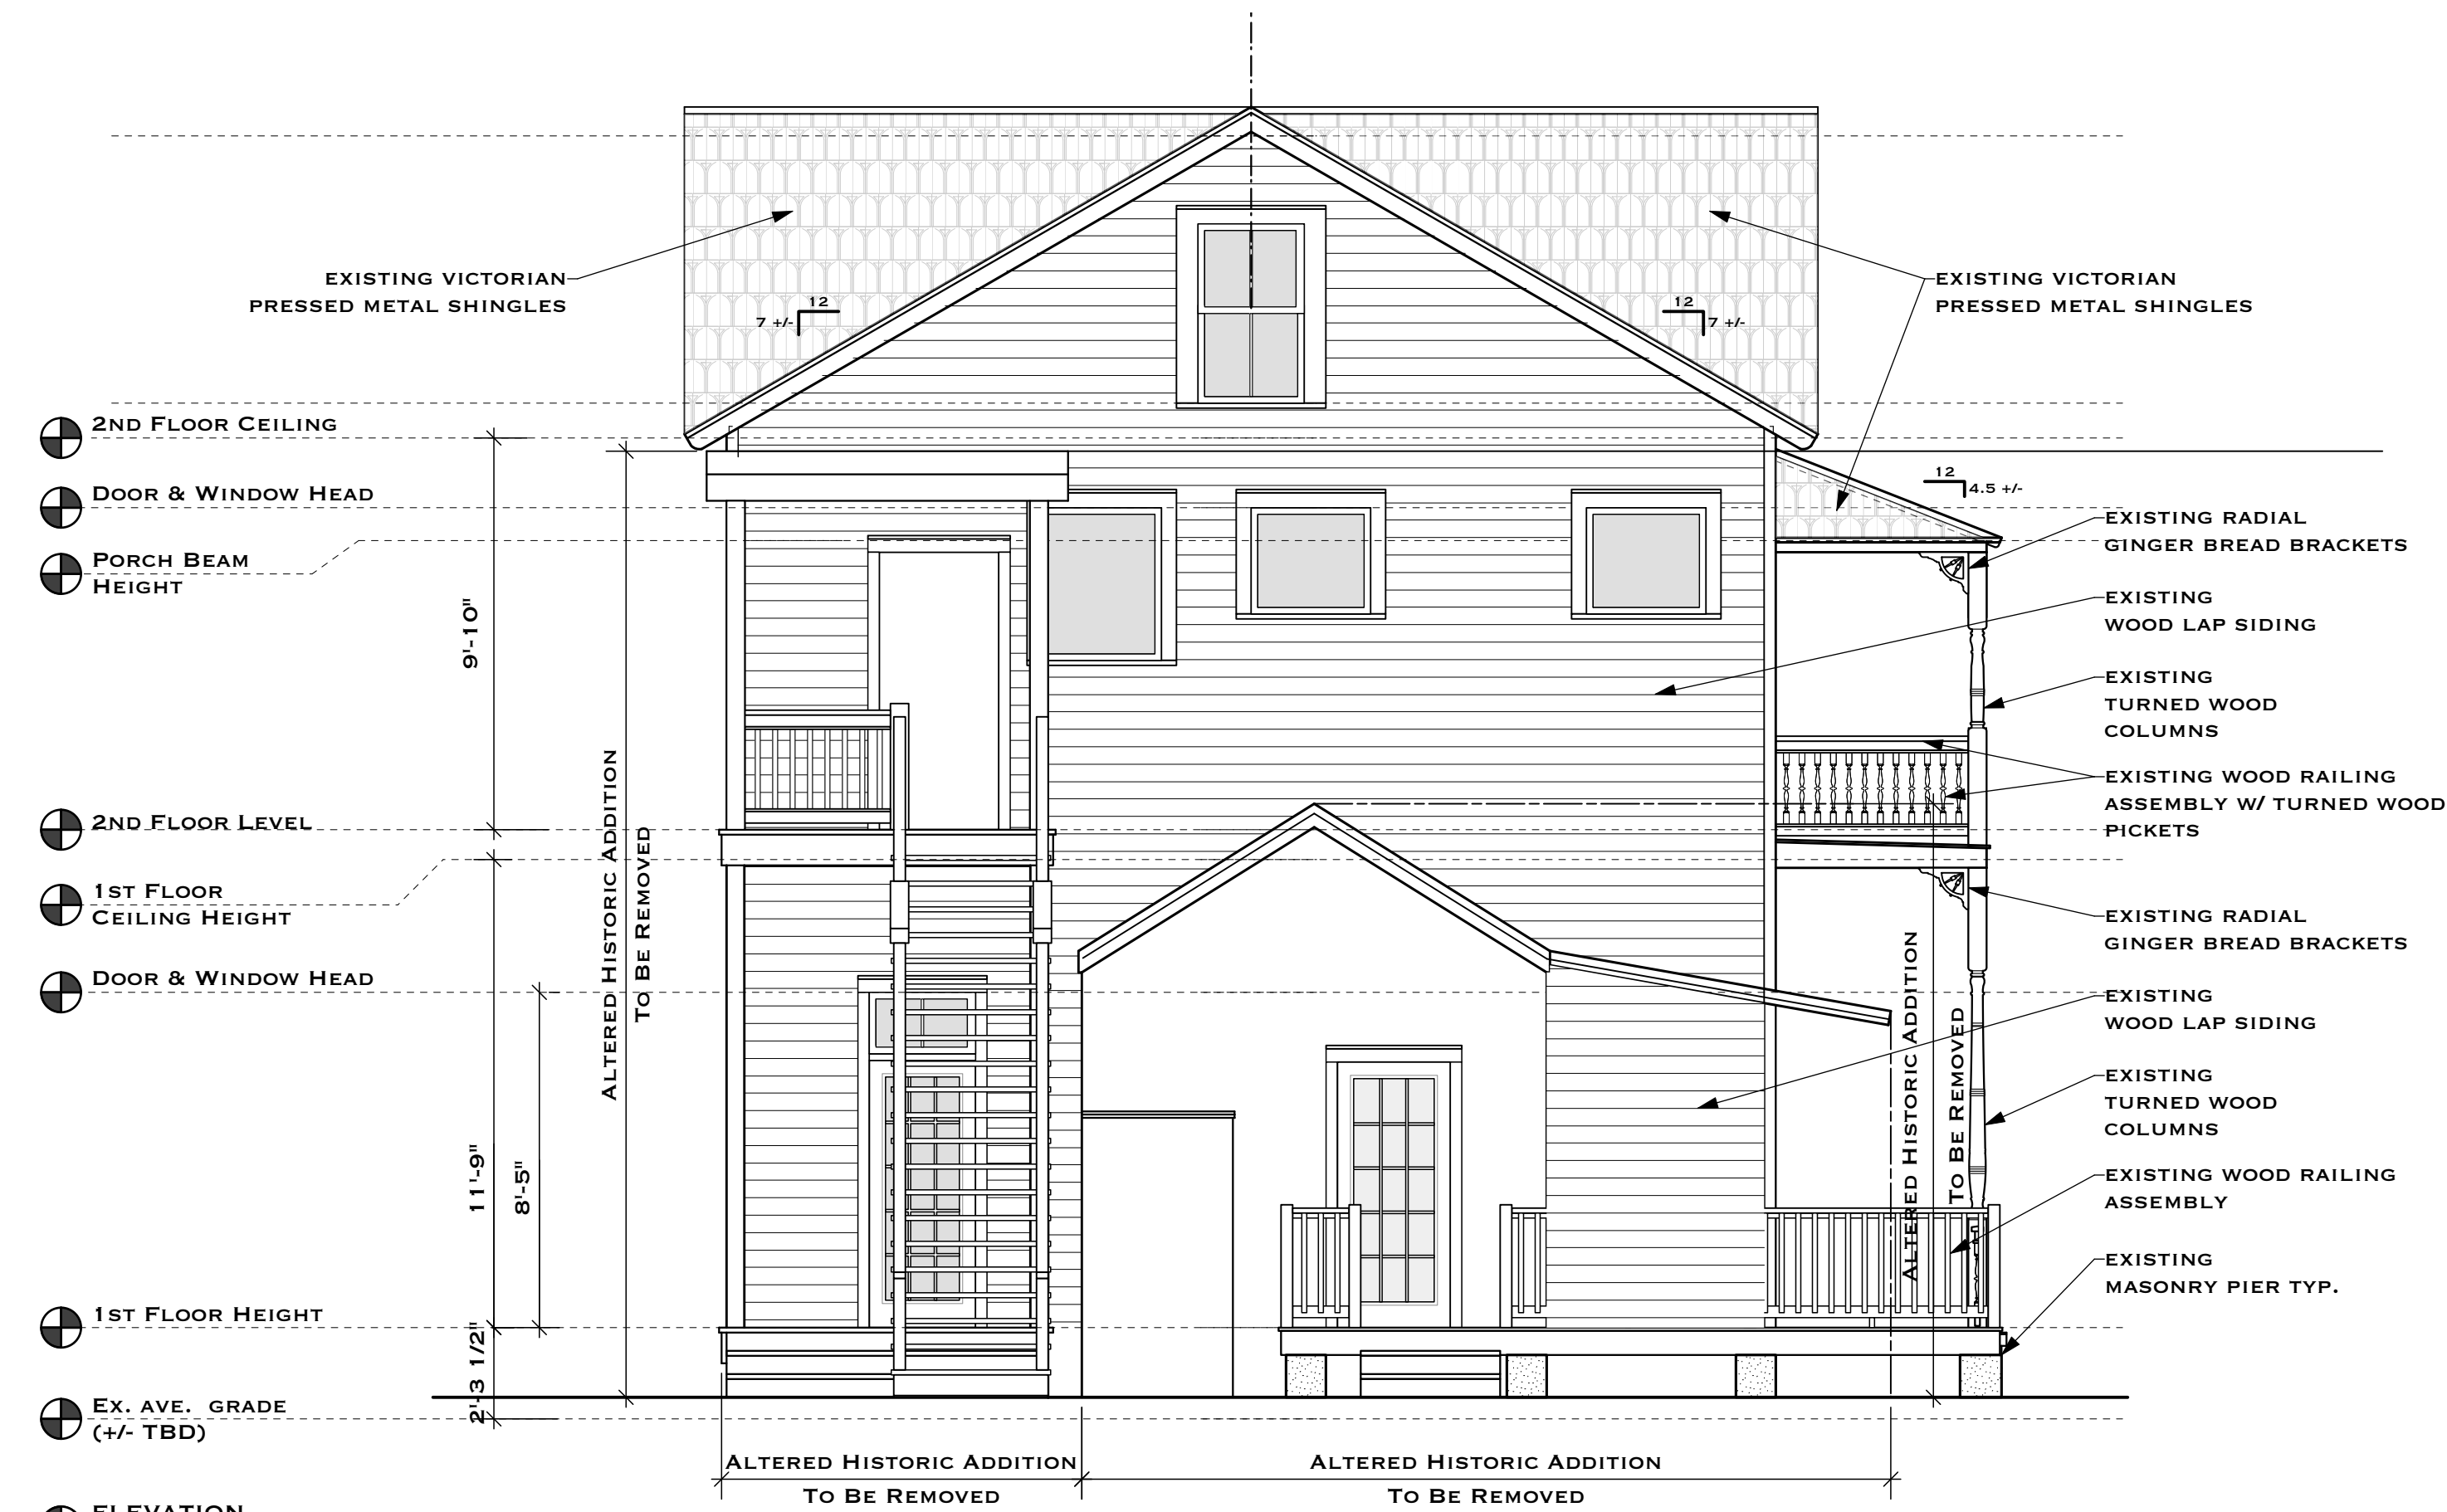 EXISTING VICTORIAN
PRESSED METAL SHINGLES
12
7 +/-
12
7 +/-
EXISTING VICTORIAN
PRESSED METAL SHINGLES
2ND FLOOR CEILING
DOOR & WINDOW HEAD
PORCH BEAM
HEIGHT
2ND FLOOR LEVEL
1ST FLOOR
CEILING HEIGHT
DOOR & WINDOW HEAD
1ST FLOOR HEIGHT
EX. AVE. GRADE
(+/- TBD)
ELEVATION
9'-10"
11'-9"
8'-5"
2'-3 1/2"
ALTERED HISTORIC ADDITION
TO BE REMOVED
12
4.5 +/-
EXISTING RADIAL
GINGER BREAD BRACKETS
EXISTING
WOOD LAP SIDING
EXISTING
TURNED WOOD
COLUMNS
EXISTING WOOD RAILING
ASSEMBLY W/ TURNED WOOD
PICKETS
EXISTING RADIAL
GINGER BREAD BRACKETS
EXISTING
WOOD LAP SIDING
EXISTING
TURNED WOOD
COLUMNS
EXISTING WOOD RAILING
ASSEMBLY
EXISTING
MASONRY PIER TYP.
ALTERED HISTORIC ADDITION
TO BE REMOVED
ALTERED HISTORIC ADDITION
TO BE REMOVED
ALTERED HISTORIC ADDITION
TO BE REMOVED